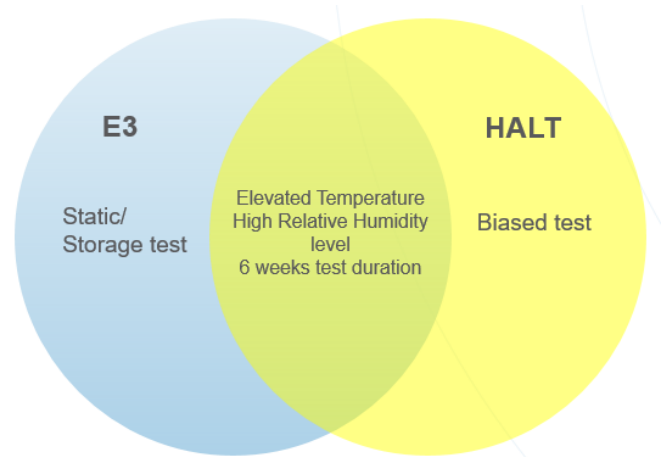 E3
HALT
Static/
Storage test
Elevated Temperature
High Relative Humidity
level
6 weeks test duration
Biased test